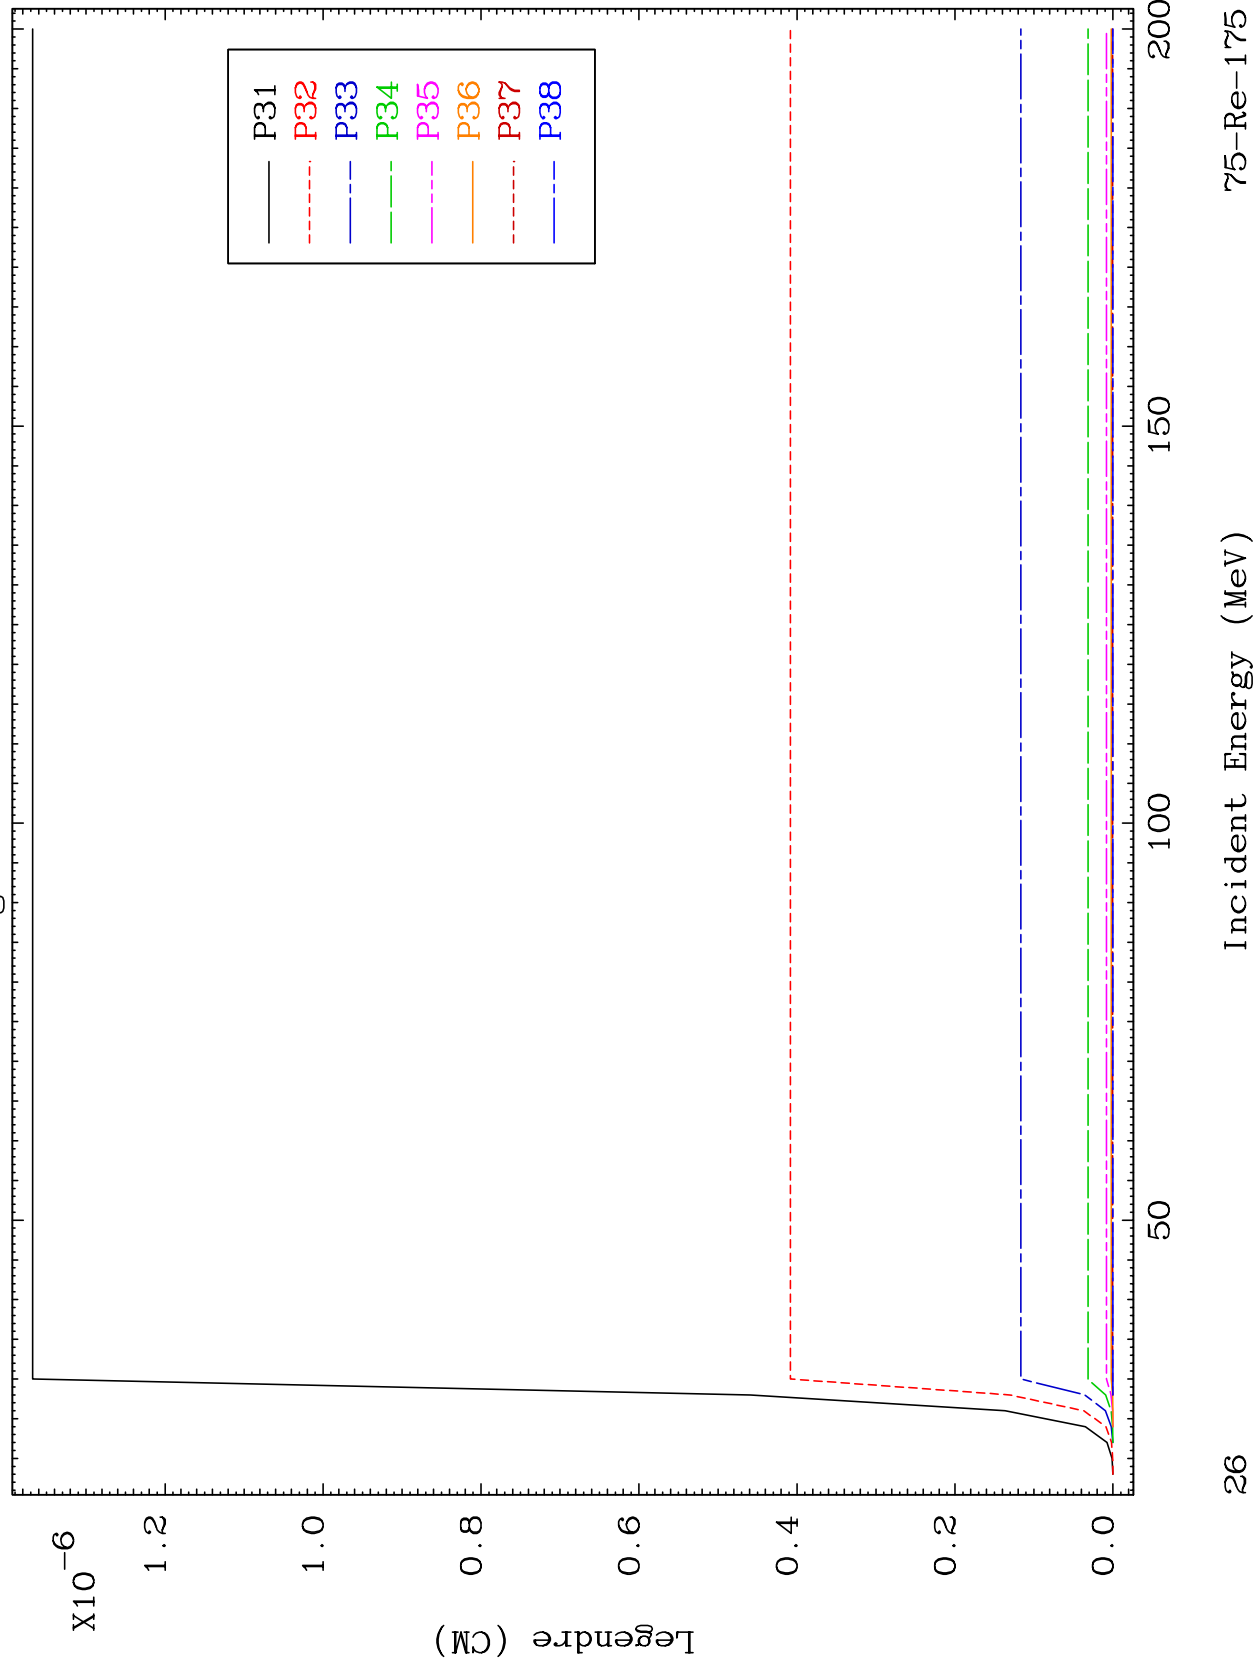 X10⁻⁶
1.2
1.0
0.8
0.6
0.4
0.2
0.0
Legendre (CM)
P31
P32
P33
P34
P35
P36
P37
P38
50
100
150
200
Incident Energy (MeV)
26
75-Re-175